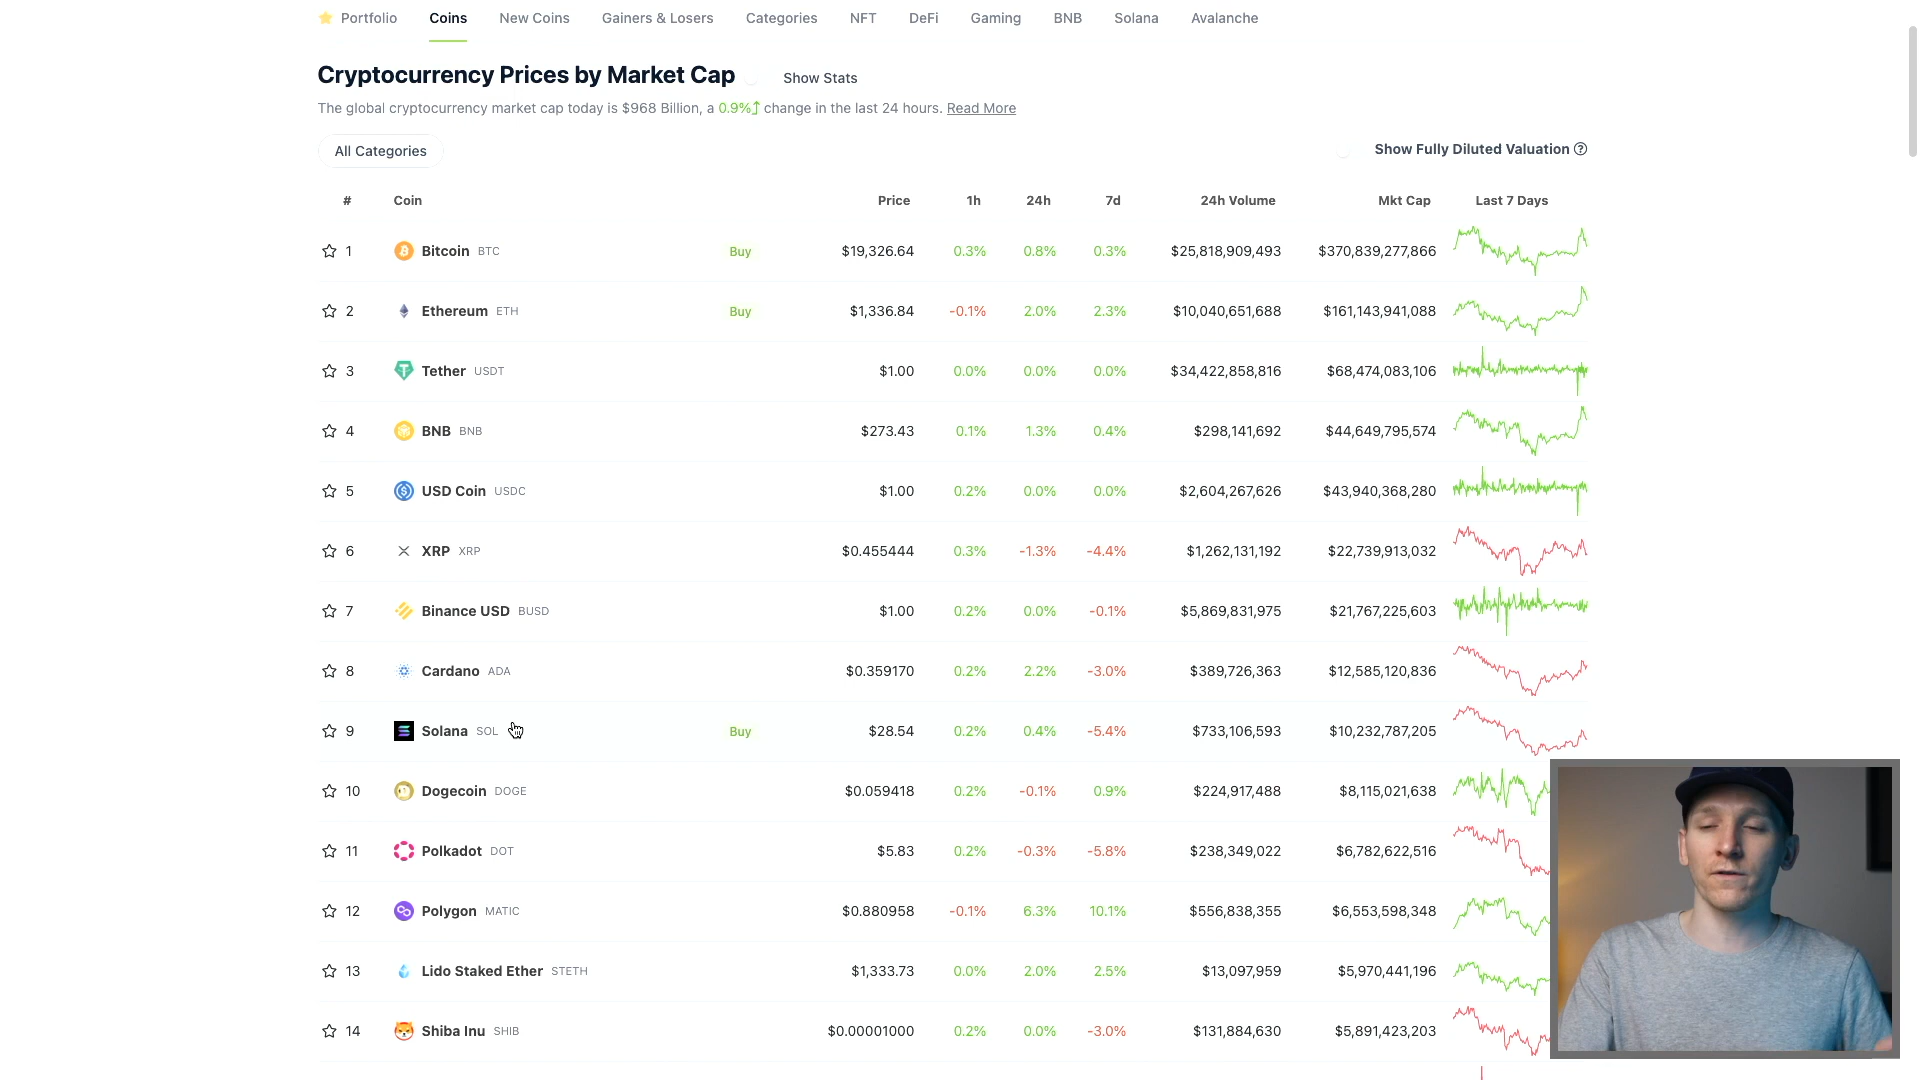 Portfolio Coins New Coins Gainers & Losers Categories NFT DeFi Gaming BNB Solana Avalanche
Cryptocurrency Prices by Market Cap Show Stats
The global cryptocurrency market cap today is $968 Billion, a 0.9% change in the last 24 hours. Read More
All Categories Show Fully Diluted Valuation ?
# Coin Price 1h 24h 7d 24h Volume Mkt Cap Last 7 Days
1 Bitcoin BTC Buy $19,326.64 0.3% 0.8% 0.3% $25,818,909,493 $370,839,277,866
2 Ethereum ETH Buy $1,336.84 -0.1% 2.0% 2.3% $10,040,651,688 $161,143,941,088
3 Tether USDT $1.00 0.0% 0.0% 0.0% $34,422,858,816 $68,474,083,106
4 BNB BNB $273.43 0.1% 1.3% 0.4% $298,141,692 $44,649,795,574
5 USD Coin USDC $1.00 0.2% 0.0% 0.0% $2,604,267,626 $43,940,368,280
6 XRP XRP $0.455444 0.3% -1.3% -4.4% $1,262,131,192 $22,739,913,032
7 Binance USD BUSD $1.00 0.2% 0.0% -0.1% $5,869,831,975 $21,767,225,603
8 Cardano ADA $0.359170 0.2% 2.2% -3.0% $389,726,363 $12,585,120,836
9 Solana SOL Buy $28.54 0.2% 0.4% -5.4% $733,106,593 $10,232,787,205
10 Dogecoin DOGE $0.059418 0.2% -0.1% 0.9% $224,917,488 $8,115,021,638
11 Polkadot DOT $5.83 0.2% -0.3% -5.8% $238,349,022 $6,782,622,516
12 Polygon MATIC $0.880958 -0.1% 6.3% 10.1% $556,838,355 $6,553,598,348
13 Lido Staked Ether STETH $1,333.73 0.0% 2.0% 2.5% $13,097,959 $5,970,441,196
14 Shiba Inu SHIB $0.00001000 0.2% 0.0% -3.0% $131,884,630 $5,891,423,203